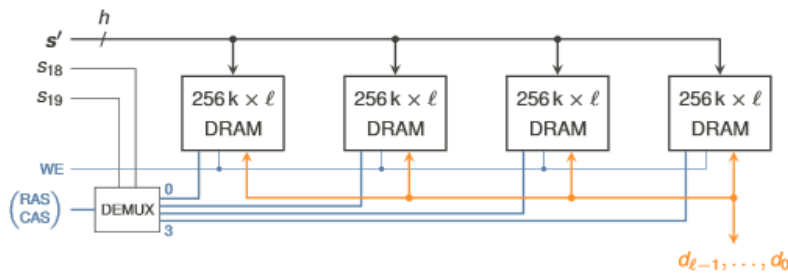 h
s′
s18
s19
256 k × ℓ
DRAM
256 k × ℓ
DRAM
256 k × ℓ
DRAM
256 k × ℓ
DRAM
WE
(RAS
CAS)
DEMUX
0
3
dℓ−1, . . . , d0